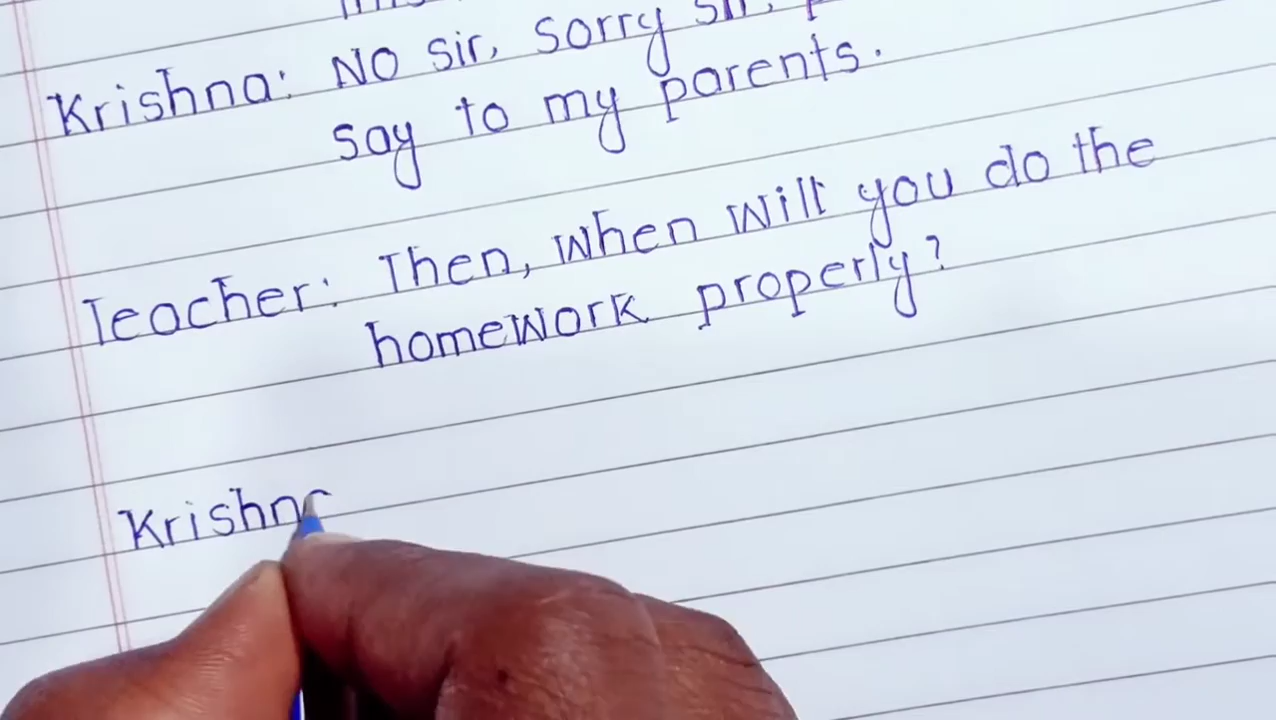 Krishna: NO sir, sorry sir,
say to my parents.
Teacher: Then, when will you do the
homework properly?
Krishna